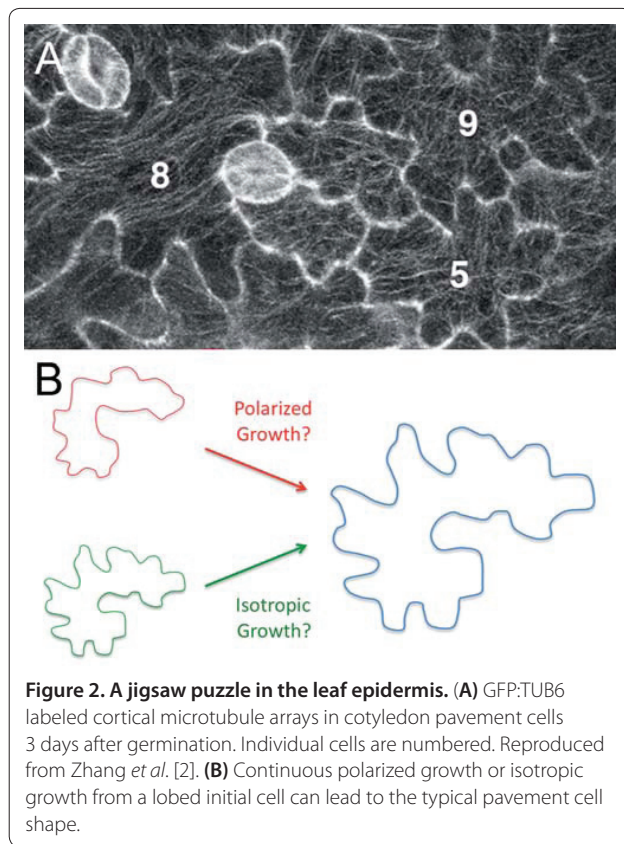 A
8
9
5
B
Polarized
Growth?
Isotropic
Growth?
Figure 2. A jigsaw puzzle in the leaf epidermis. (A) GFP:TUB6
labeled cortical microtubule arrays in cotyledon pavement cells
3 days after germination. Individual cells are numbered. Reproduced
from Zhang et al. [2]. (B) Continuous polarized growth or isotropic
growth from a lobed initial cell can lead to the typical pavement cell
shape.